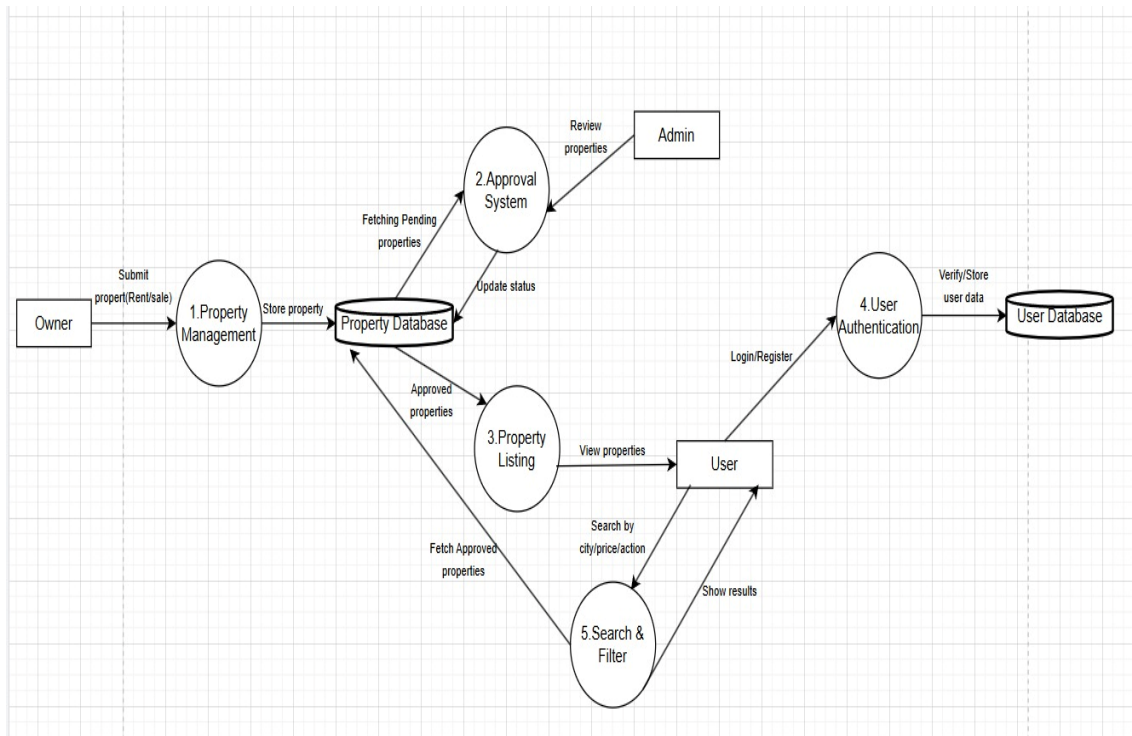 Review
properties
Admin
2.Approval
System
Fetching Pending
properties
Update status
Submit
propert(Rent/sale)
Owner
1.Property
Management
Store property
Property Database
4.User
Authentication
Verify/Store
user data
User Database
Login/Register
Approved
properties
3.Property
Listing
View properties
User
Search by
city/price/action
Fetch Approved
properties
Show results
5.Search &
Filter